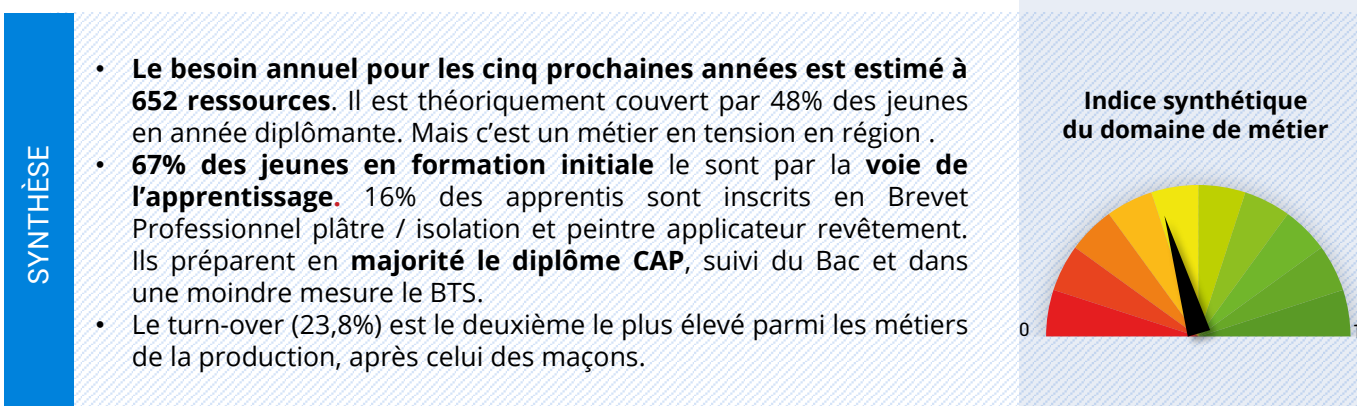 SYNTHÈSE
• Le besoin annuel pour les cinq prochaines années est estimé à
652 ressources. Il est théoriquement couvert par 48% des jeunes
en année diplômante. Mais c’est un métier en tension en région .
• 67% des jeunes en formation initiale le sont par la voie de
l’apprentissage. 16% des apprentis sont inscrits en Brevet
Professionnel plâtre / isolation et peintre applicateur revêtement.
Ils préparent en majorité le diplôme CAP, suivi du Bac et dans
une moindre mesure le BTS.
• Le turn-over (23,8%) est le deuxième le plus élevé parmi les métiers
de la production, après celui des maçons.
Indice synthétique
du domaine de métier
0